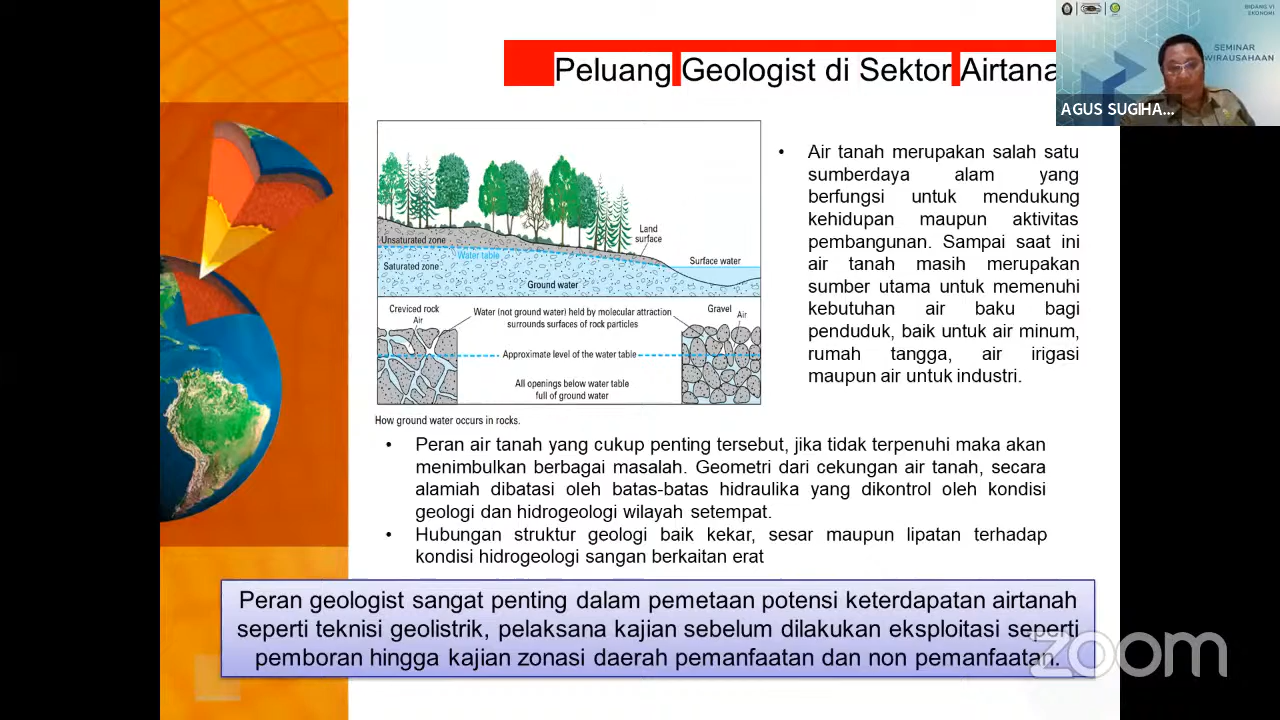 Peluang Geologist di Sektor Airtana
BIDANG VI
EKONOMI
SEMINAR
WIRAUSAHAAN
AGUS SUGIHA...
Unsaturated zone
Water table
Saturated zone
Ground water
Land
surface
Surface water
Creviced rock
Air
Water (not ground water) held by molecular attraction
surrounds surfaces of rock particles
Gravel
Air
Approximate level of the water table
All openings below water table
full of ground water
How ground water occurs in rocks.
• Air tanah merupakan salah satu
sumberdaya alam yang
berfungsi untuk mendukung
kehidupan maupun aktivitas
pembangunan. Sampai saat ini
air tanah masih merupakan
sumber utama untuk memenuhi
kebutuhan air baku bagi
penduduk, baik untuk air minum,
rumah tangga, air irigasi
maupun air untuk industri.
• Peran air tanah yang cukup penting tersebut, jika tidak terpenuhi maka akan
menimbulkan berbagai masalah. Geometri dari cekungan air tanah, secara
alamiah dibatasi oleh batas-batas hidraulika yang dikontrol oleh kondisi
geologi dan hidrogeologi wilayah setempat.
• Hubungan struktur geologi baik kekar, sesar maupun lipatan terhadap
kondisi hidrogeologi sangan berkaitan erat
Peran geologist sangat penting dalam pemetaan potensi keterdapatan airtanah
seperti teknisi geolistrik, pelaksana kajian sebelum dilakukan eksploitasi seperti
pemboran hingga kajian zonasi daerah pemanfaatan dan non pemanfaatan.
zoom